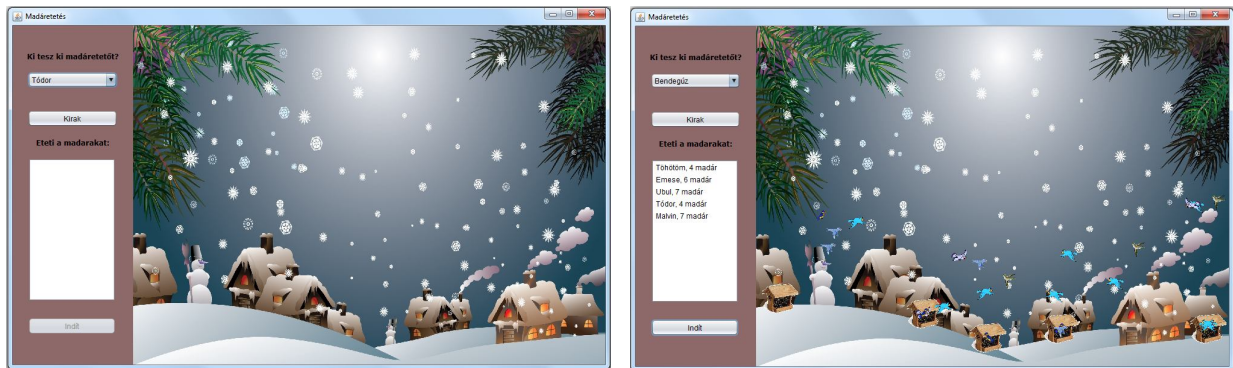 Madáretetés
Ki tesz ki madáretetőt?
Tódor
Kirak
Eteti a madarakat:
Indít
Madáretetés
Ki tesz ki madáretetőt?
Bendegúz
Kirak
Eteti a madarakat:
Töhötöm, 4 madár
Emese, 6 madár
Ubul, 7 madár
Tódor, 4 madár
Malvin, 7 madár
Indít